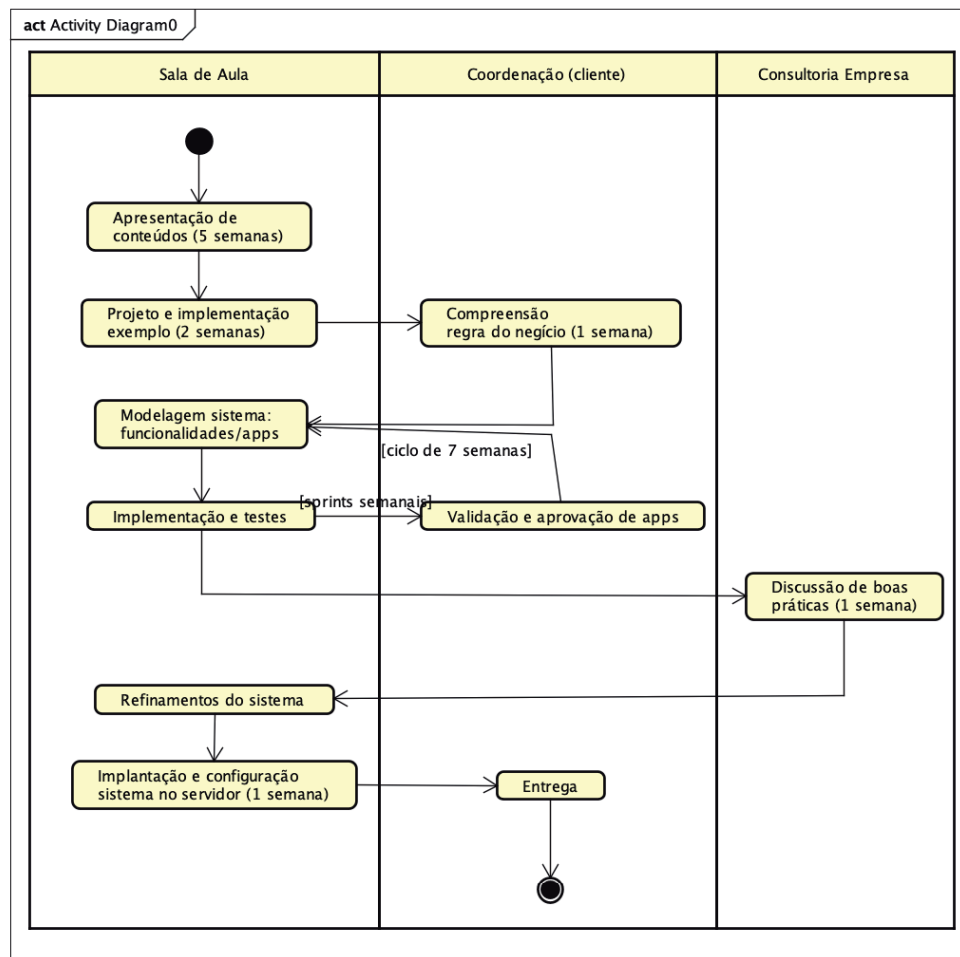 act Activity Diagram0
Sala de Aula
Coordenação (cliente)
Consultoria Empresa
Apresentação de
conteúdos (5 semanas)
Projeto e implementação
exemplo (2 semanas)
Compreensão
regra do negício (1 semana)
Modelagem sistema:
funcionalidades/apps
[ciclo de 7 semanas]
[sprints semanais]
Implementação e testes
Validação e aprovação de apps
Discussão de boas
práticas (1 semana)
Refinamentos do sistema
Implantação e configuração
sistema no servidor (1 semana)
Entrega